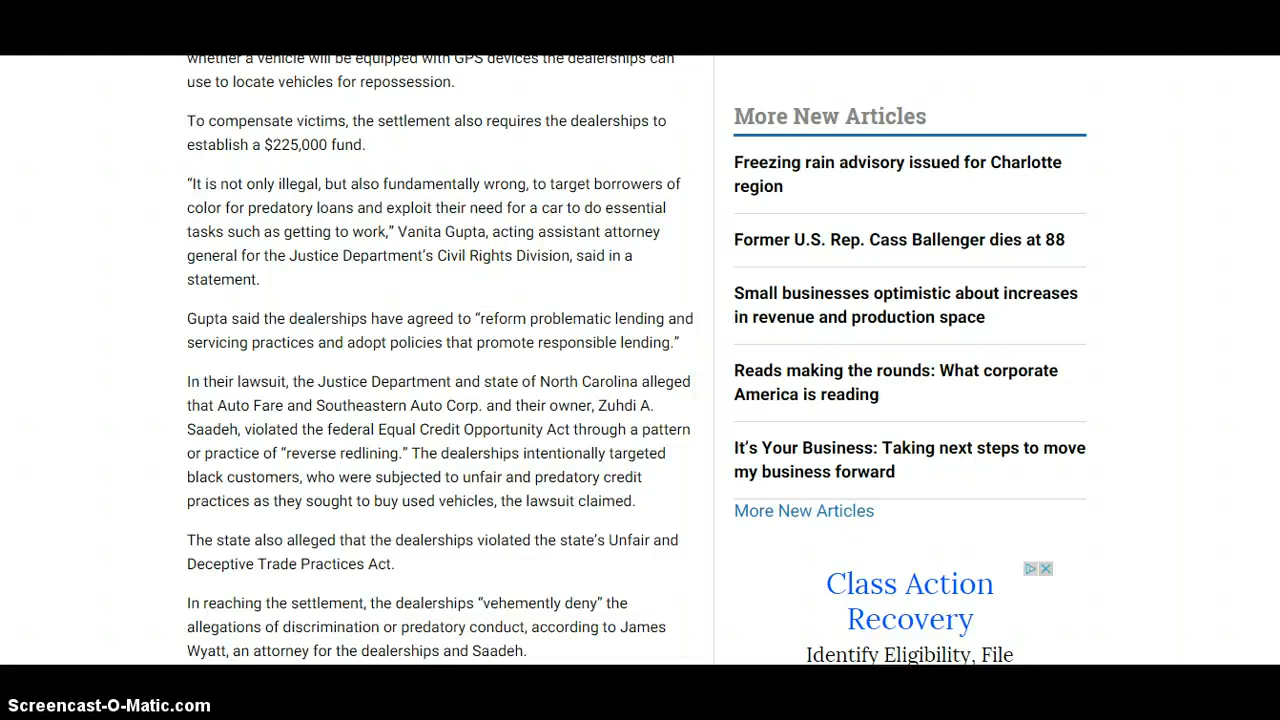 whether a vehicle will be equipped with GPS devices the dealerships can
use to locate vehicles for repossession.
To compensate victims, the settlement also requires the dealerships to
establish a $225,000 fund.
“It is not only illegal, but also fundamentally wrong, to target borrowers of
color for predatory loans and exploit their need for a car to do essential
tasks such as getting to work,” Vanita Gupta, acting assistant attorney
general for the Justice Department’s Civil Rights Division, said in a
statement.
Gupta said the dealerships have agreed to “reform problematic lending and
servicing practices and adopt policies that promote responsible lending.”
In their lawsuit, the Justice Department and state of North Carolina alleged
that Auto Fare and Southeastern Auto Corp. and their owner, Zuhdi A.
Saadeh, violated the federal Equal Credit Opportunity Act through a pattern
or practice of “reverse redlining.” The dealerships intentionally targeted
black customers, who were subjected to unfair and predatory credit
practices as they sought to buy used vehicles, the lawsuit claimed.
The state also alleged that the dealerships violated the state’s Unfair and
Deceptive Trade Practices Act.
In reaching the settlement, the dealerships “vehemently deny” the
allegations of discrimination or predatory conduct, according to James
Wyatt, an attorney for the dealerships and Saadeh.
More New Articles
Freezing rain advisory issued for Charlotte
region
Former U.S. Rep. Cass Ballenger dies at 88
Small businesses optimistic about increases
in revenue and production space
Reads making the rounds: What corporate
America is reading
It’s Your Business: Taking next steps to move
my business forward
More New Articles
Class Action
Recovery
Identify Eligibility, File
Screencast-O-Matic.com